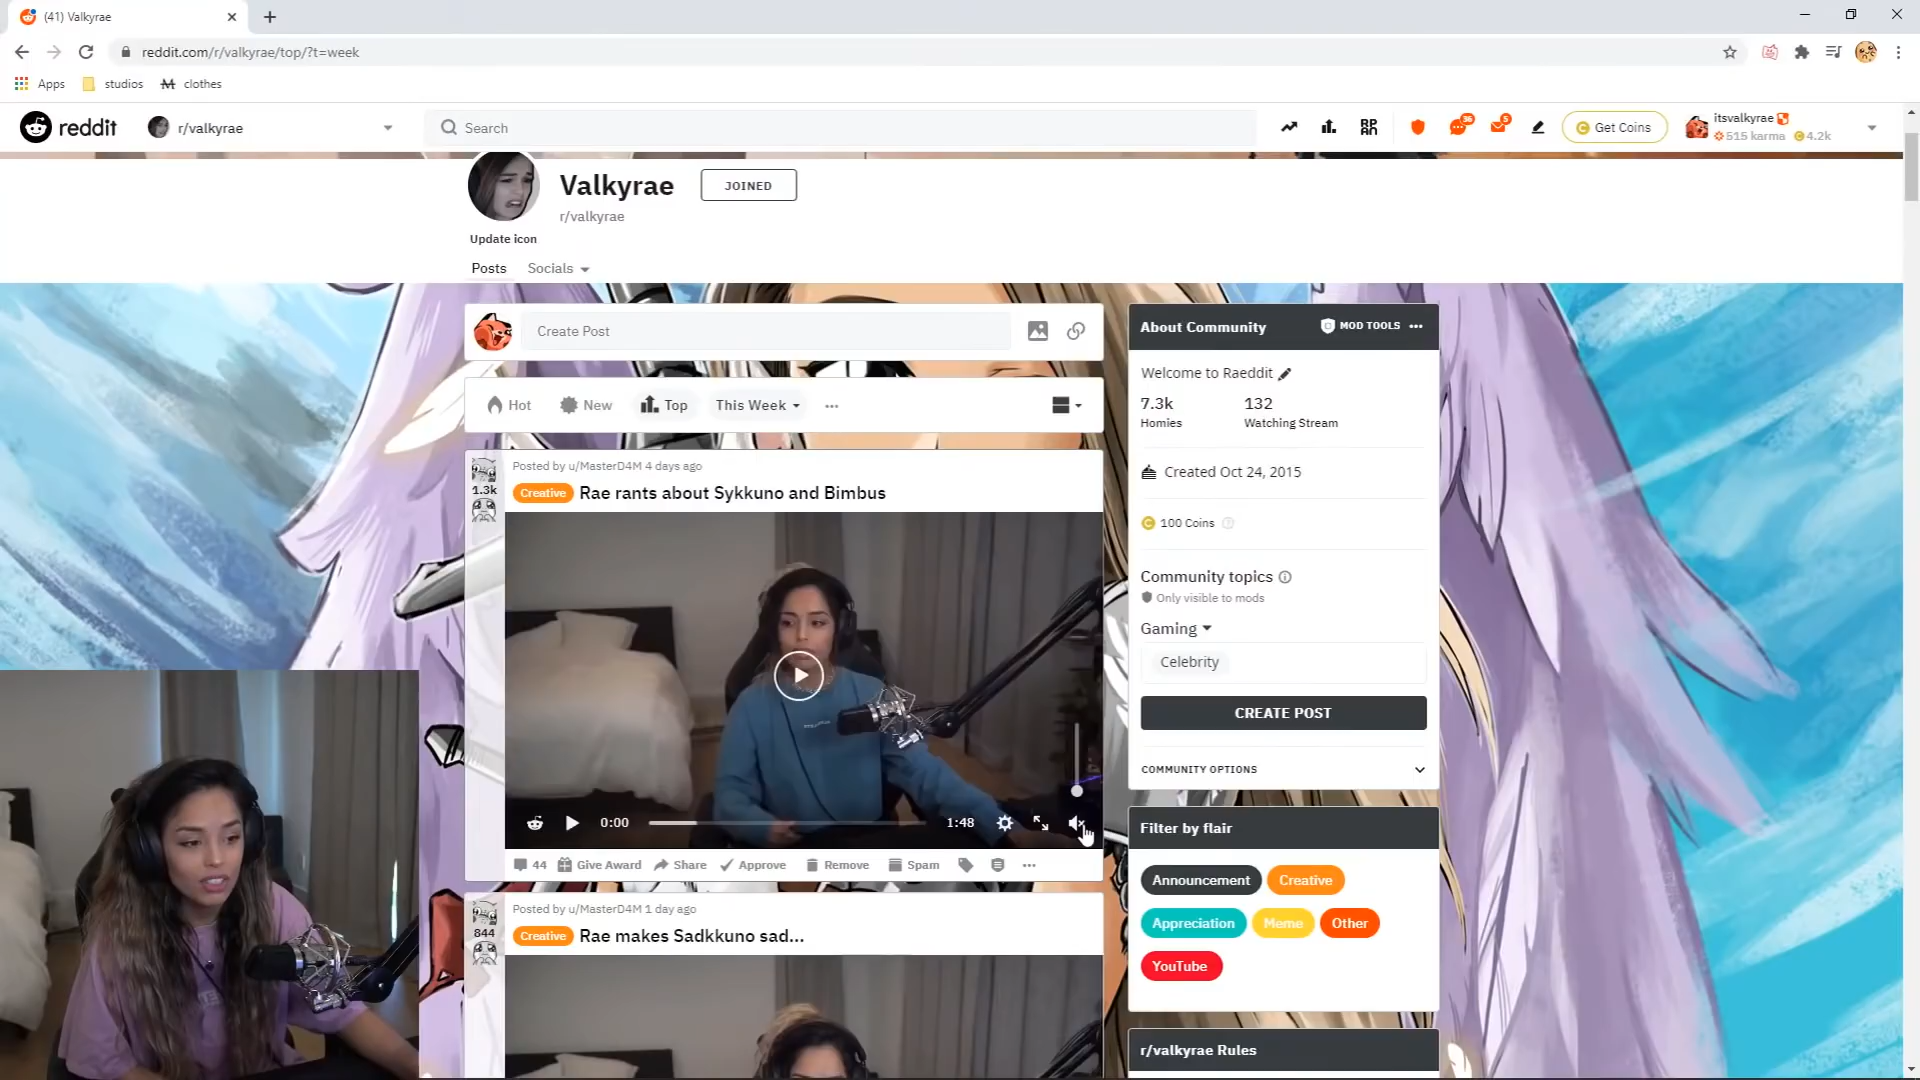 (41) Valkyrae
reddit.com/r/valkyrae/top/?t=week
Apps studios clothes
reddit r/valkyrae Search 36 5 Get Coins itsvalkyrae
515 karma 4.2k
Valkyrae JOINED
r/valkyrae
Update icon
Posts Socials
Create Post
Hot New Top This Week
Posted by u/MasterD4M 4 days ago
1.3k
Creative Rae rants about Sykkuno and Bimbus
0:00 1:48
44 Give Award Share Approve Remove Spam
Posted by u/MasterD4M 1 day ago
844
Creative Rae makes Sadkkuno sad...
About Community MOD TOOLS
Welcome to Raeddit
7.3k 132
Homies Watching Stream
Created Oct 24, 2015
100 Coins
Community topics
Only visible to mods
Gaming
Celebrity
CREATE POST
COMMUNITY OPTIONS
Filter by flair
Announcement Creative
Appreciation Meme Other
YouTube
r/valkyrae Rules